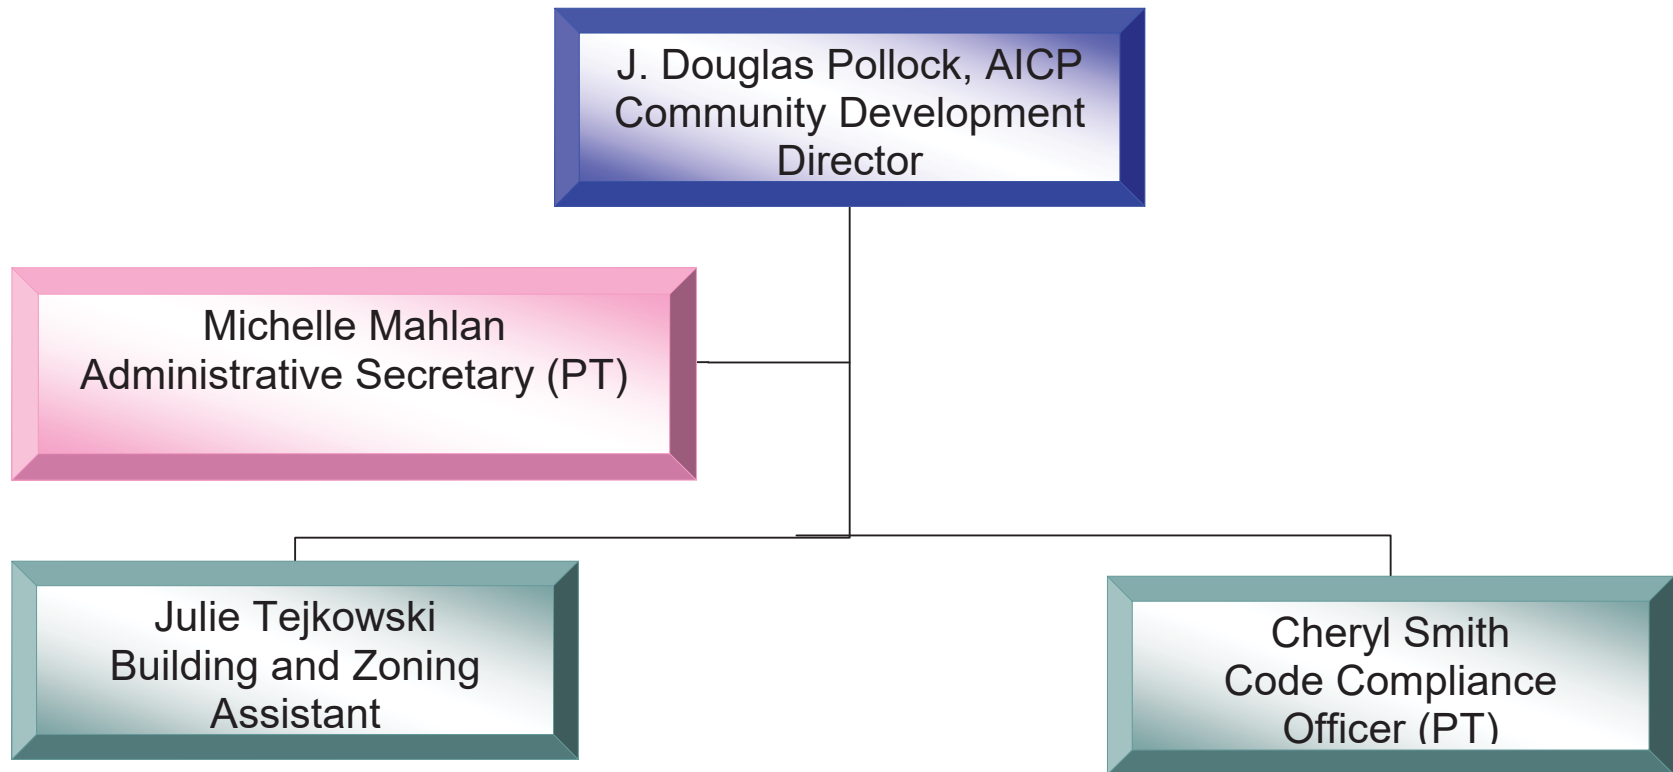 J. Douglas Pollock, AICP
Community Development
Director
Michelle Mahlan
Administrative Secretary (PT)
Julie Tejkowski
Building and Zoning
Assistant
Cheryl Smith
Code Compliance
Officer (PT)